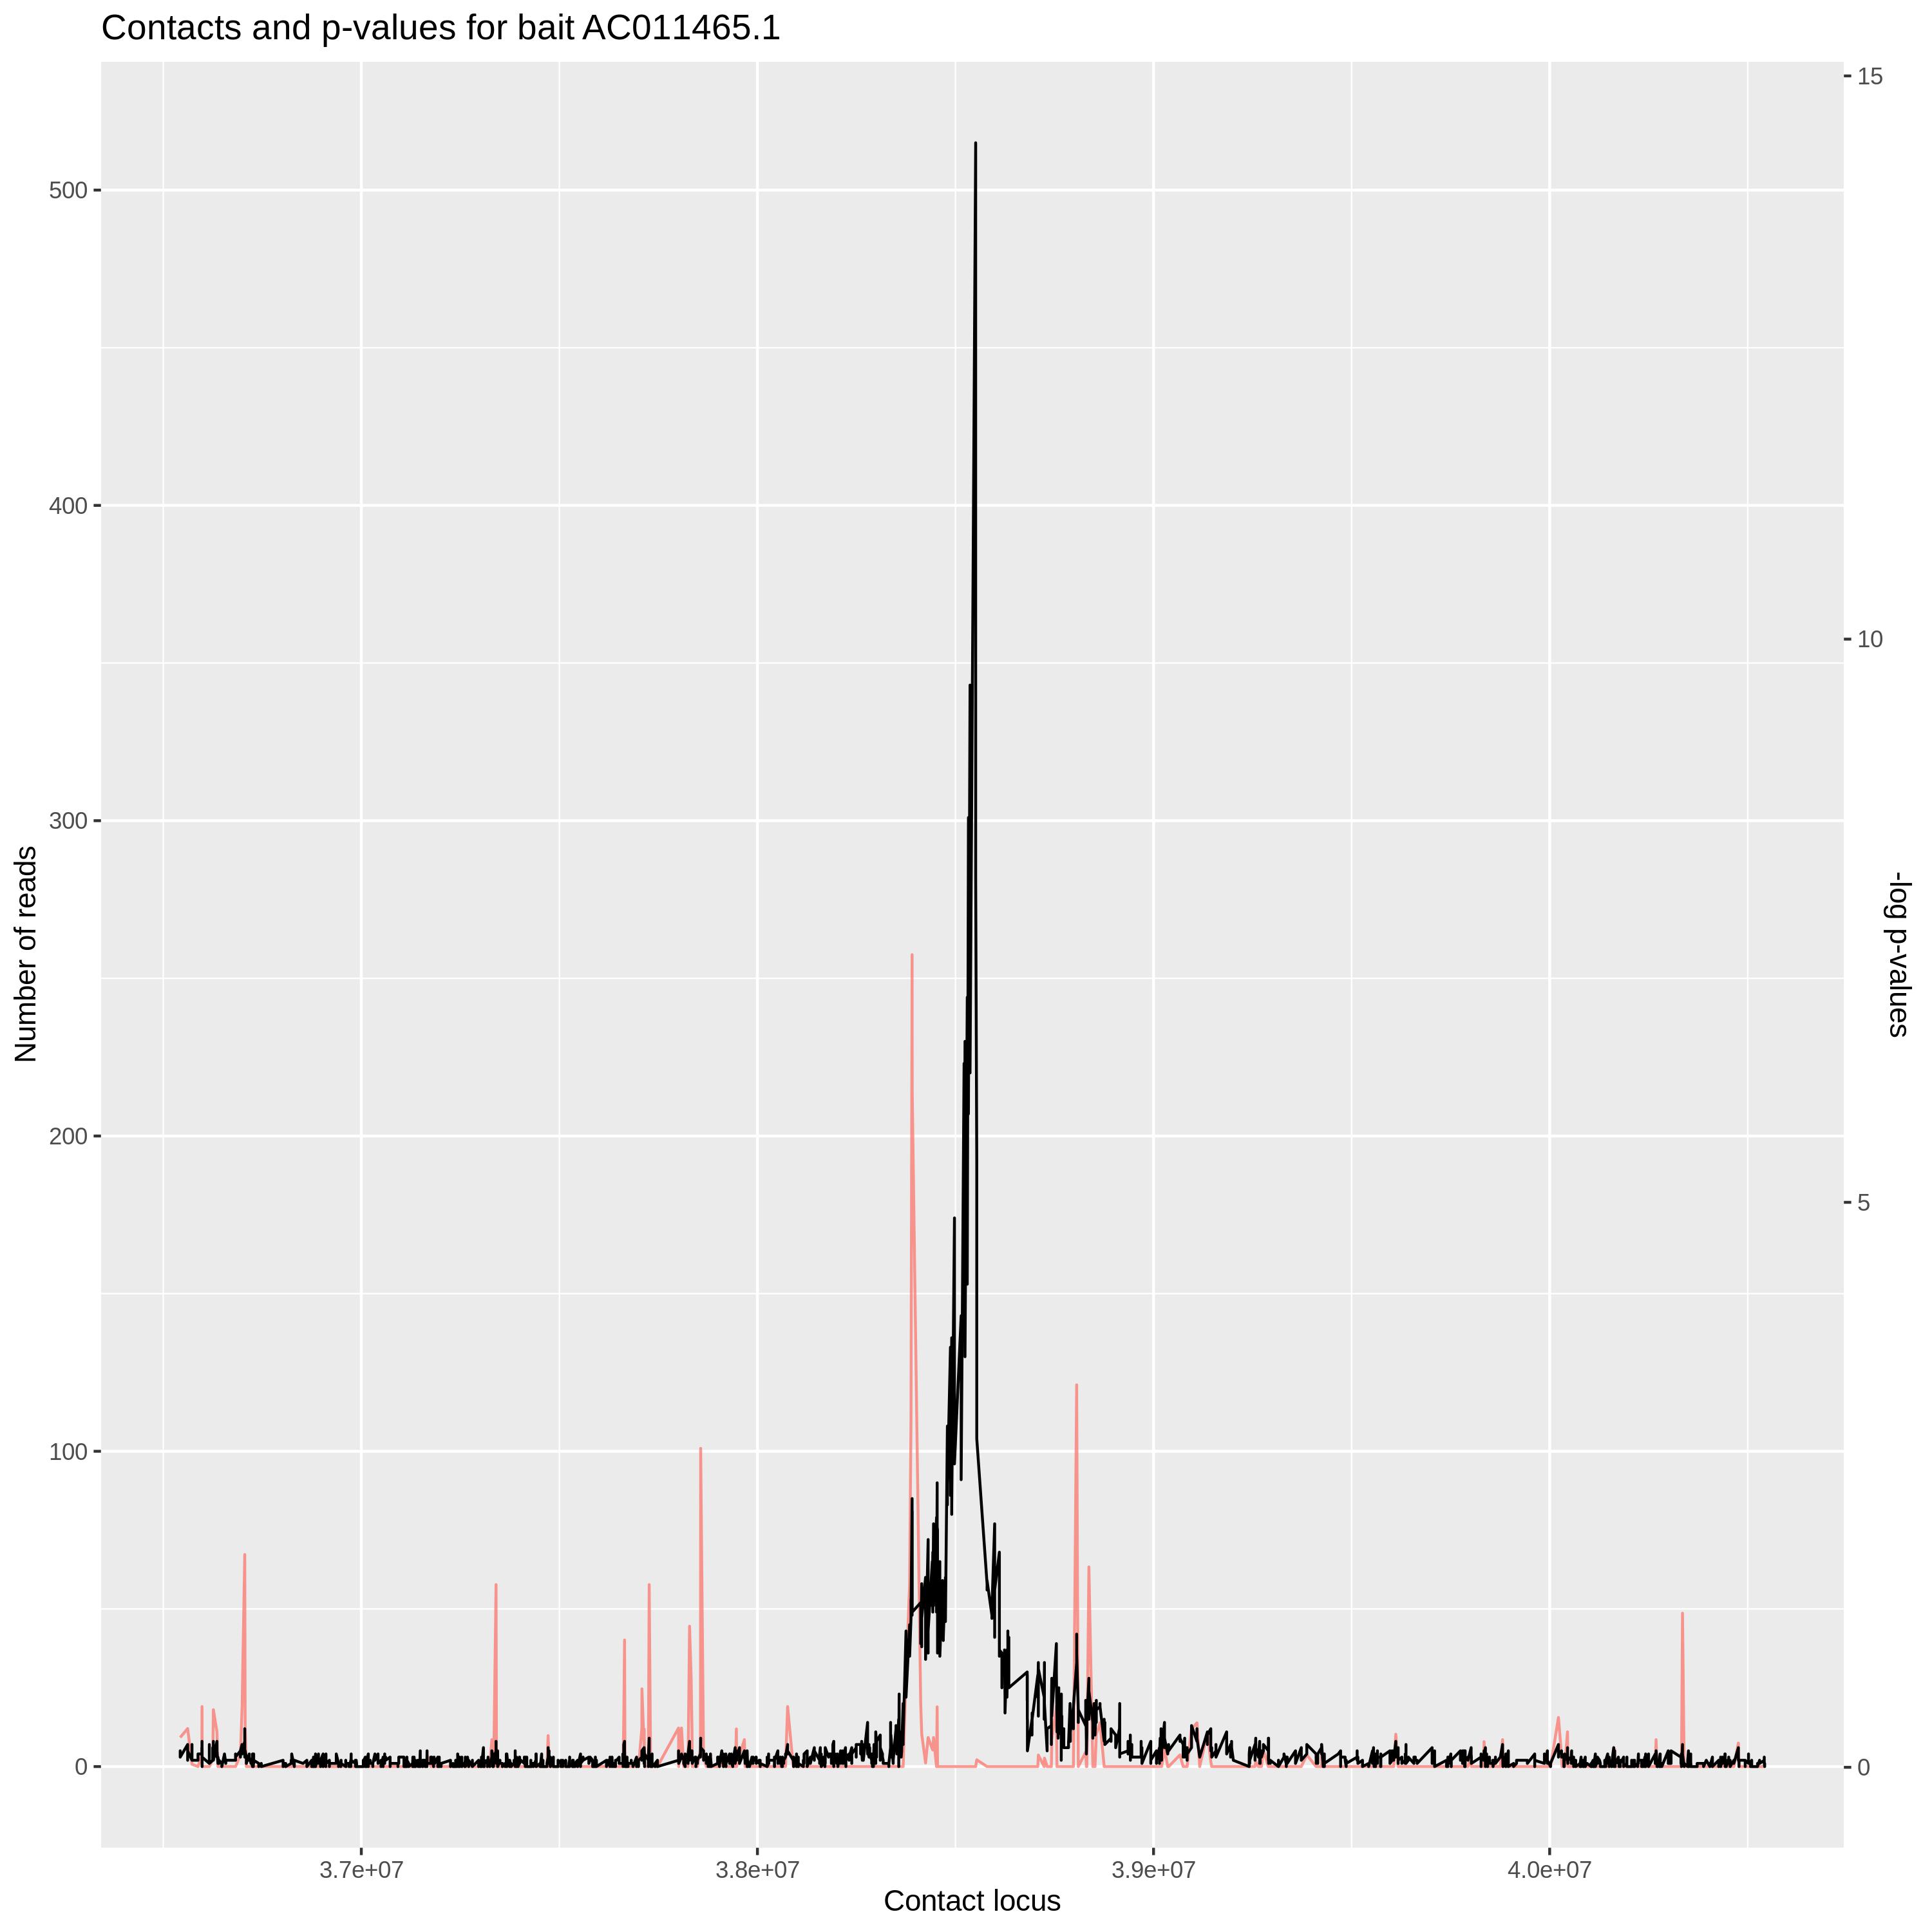 Contacts and p-values for bait AC011465.1
15
500
400
10
300
Number of reads
-log p-values
200
5
100
0
0
3.7e+07
3.8e+07
3.9e+07
4.0e+07
Contact locus